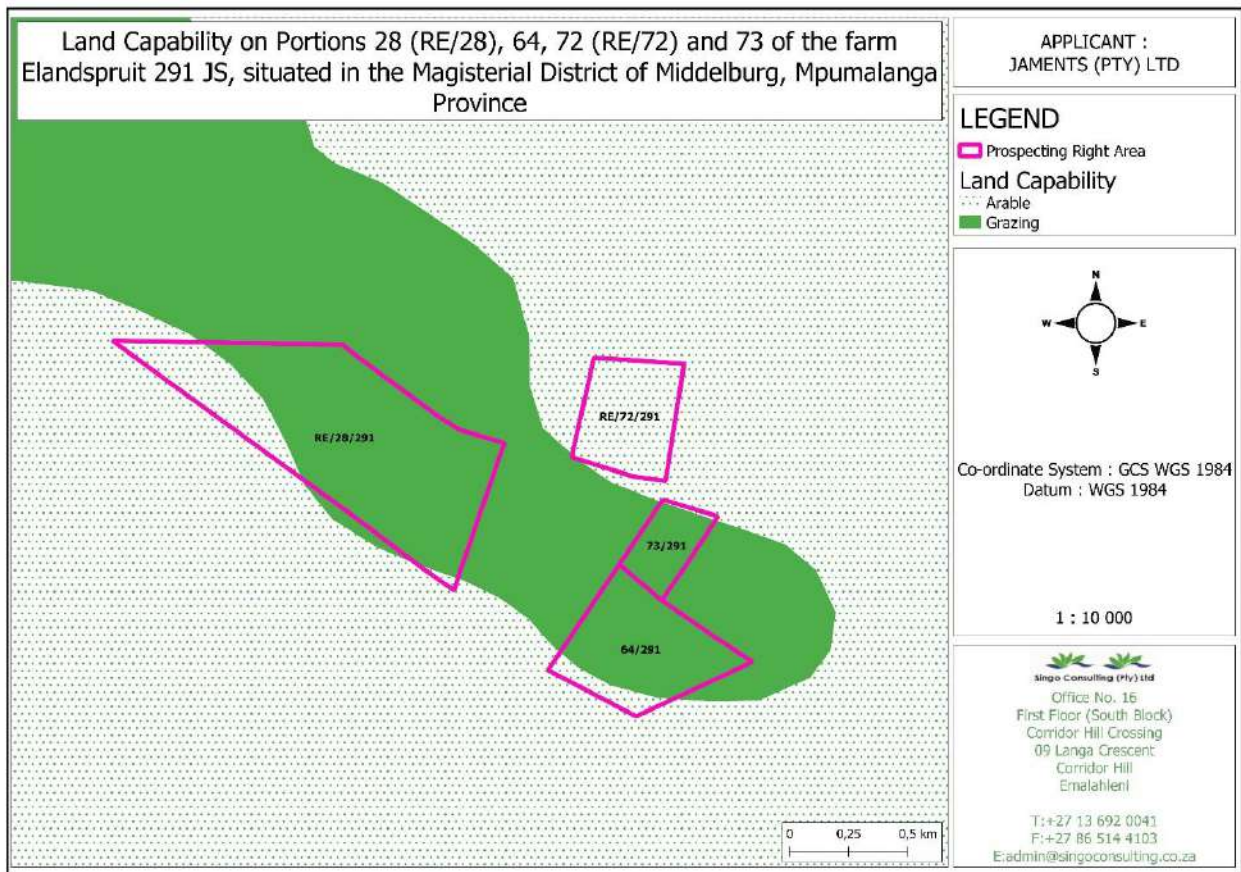 Land Capability on Portions 28 (RE/28), 64, 72 (RE/72) and 73 of the farm
Elandspruit 291 JS, situated in the Magisterial District of Middelburg, Mpumalanga
Province
APPLICANT :
JAMENTS (PTY) LTD
LEGEND
Prospecting Right Area
Land Capability
Arable
Grazing
N
W
E
S
RE/28/291
RE/72/291
73/291
64/291
Co-ordinate System : GCS WGS 1984
Datum : WGS 1984
1 : 10 000
0 0,25 0,5 km
Singo Consulting (Pty) Ltd
Office No. 16
First Floor (South Block)
Corridor Hill Crossing
09 Langa Crescent
Corridor Hill
Emalahleni
T:+27 13 692 0041
F:+27 86 514 4103
E:admin@singoconsulting.co.za